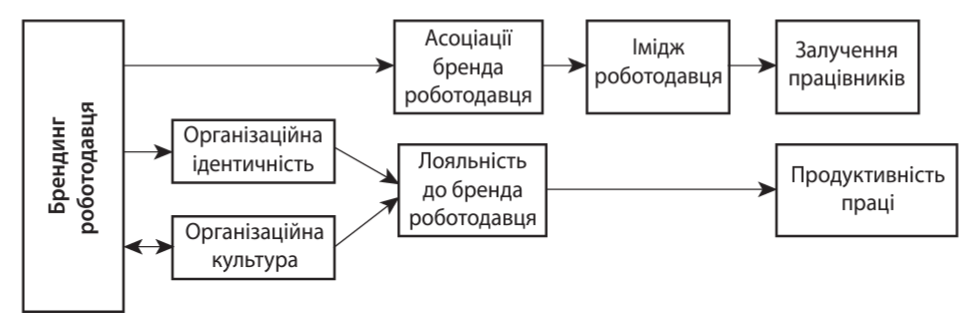 Брендинг
роботодавця
Асоціації
бренда
роботодавця
Імідж
роботодавця
Залучення
працівників
Організаційна
ідентичність
Лояльність
до бренда
роботодавця
Продуктивність
праці
Організаційна
культура